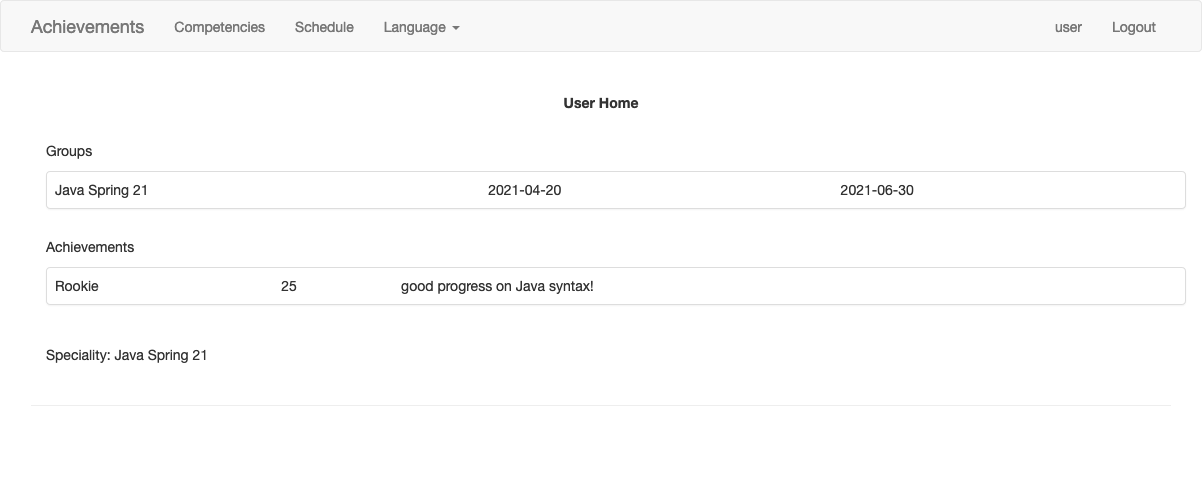 Achievements Competencies Schedule Language user Logout
User Home
Groups
Java Spring 21 2021-04-20 2021-06-30
Achievements
Rookie 25 good progress on Java syntax!
Speciality: Java Spring 21